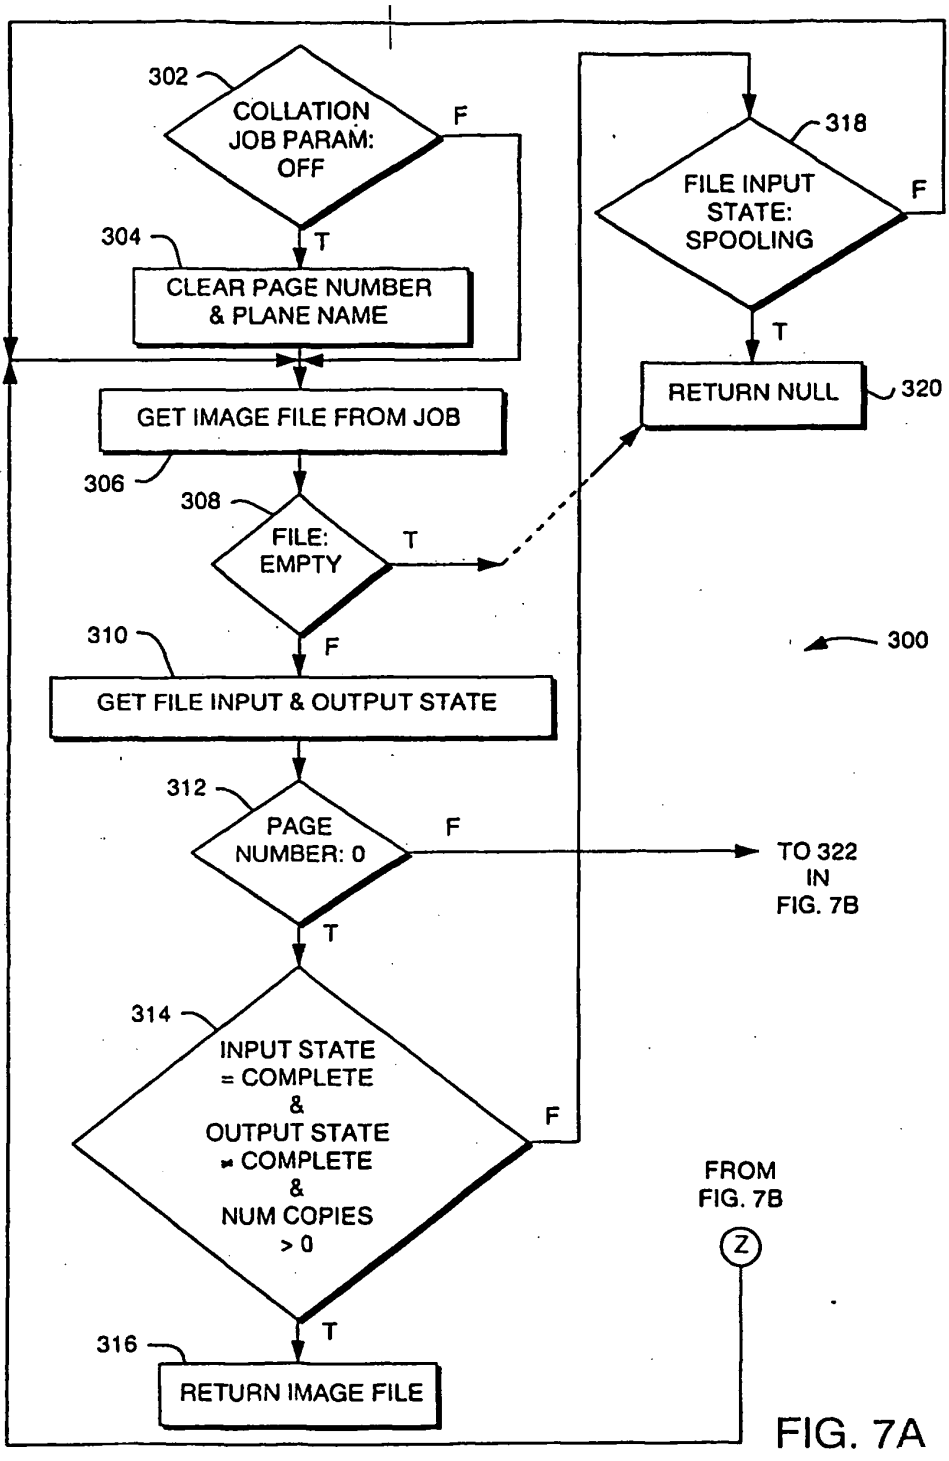 302
COLLATION
JOB PARAM:
OFF
F
T
304
CLEAR PAGE NUMBER
& PLANE NAME
GET IMAGE FILE FROM JOB
306
308
FILE:
EMPTY
T
F
310
GET FILE INPUT & OUTPUT STATE
312
PAGE
NUMBER: 0
F
TO 322
IN
FIG. 7B
T
314
INPUT STATE
= COMPLETE
&
OUTPUT STATE
≠ COMPLETE
&
NUM COPIES
> 0
F
T
316
RETURN IMAGE FILE
318
FILE INPUT
STATE:
SPOOLING
F
T
RETURN NULL
320
300
FROM
FIG. 7B
Z
FIG. 7A